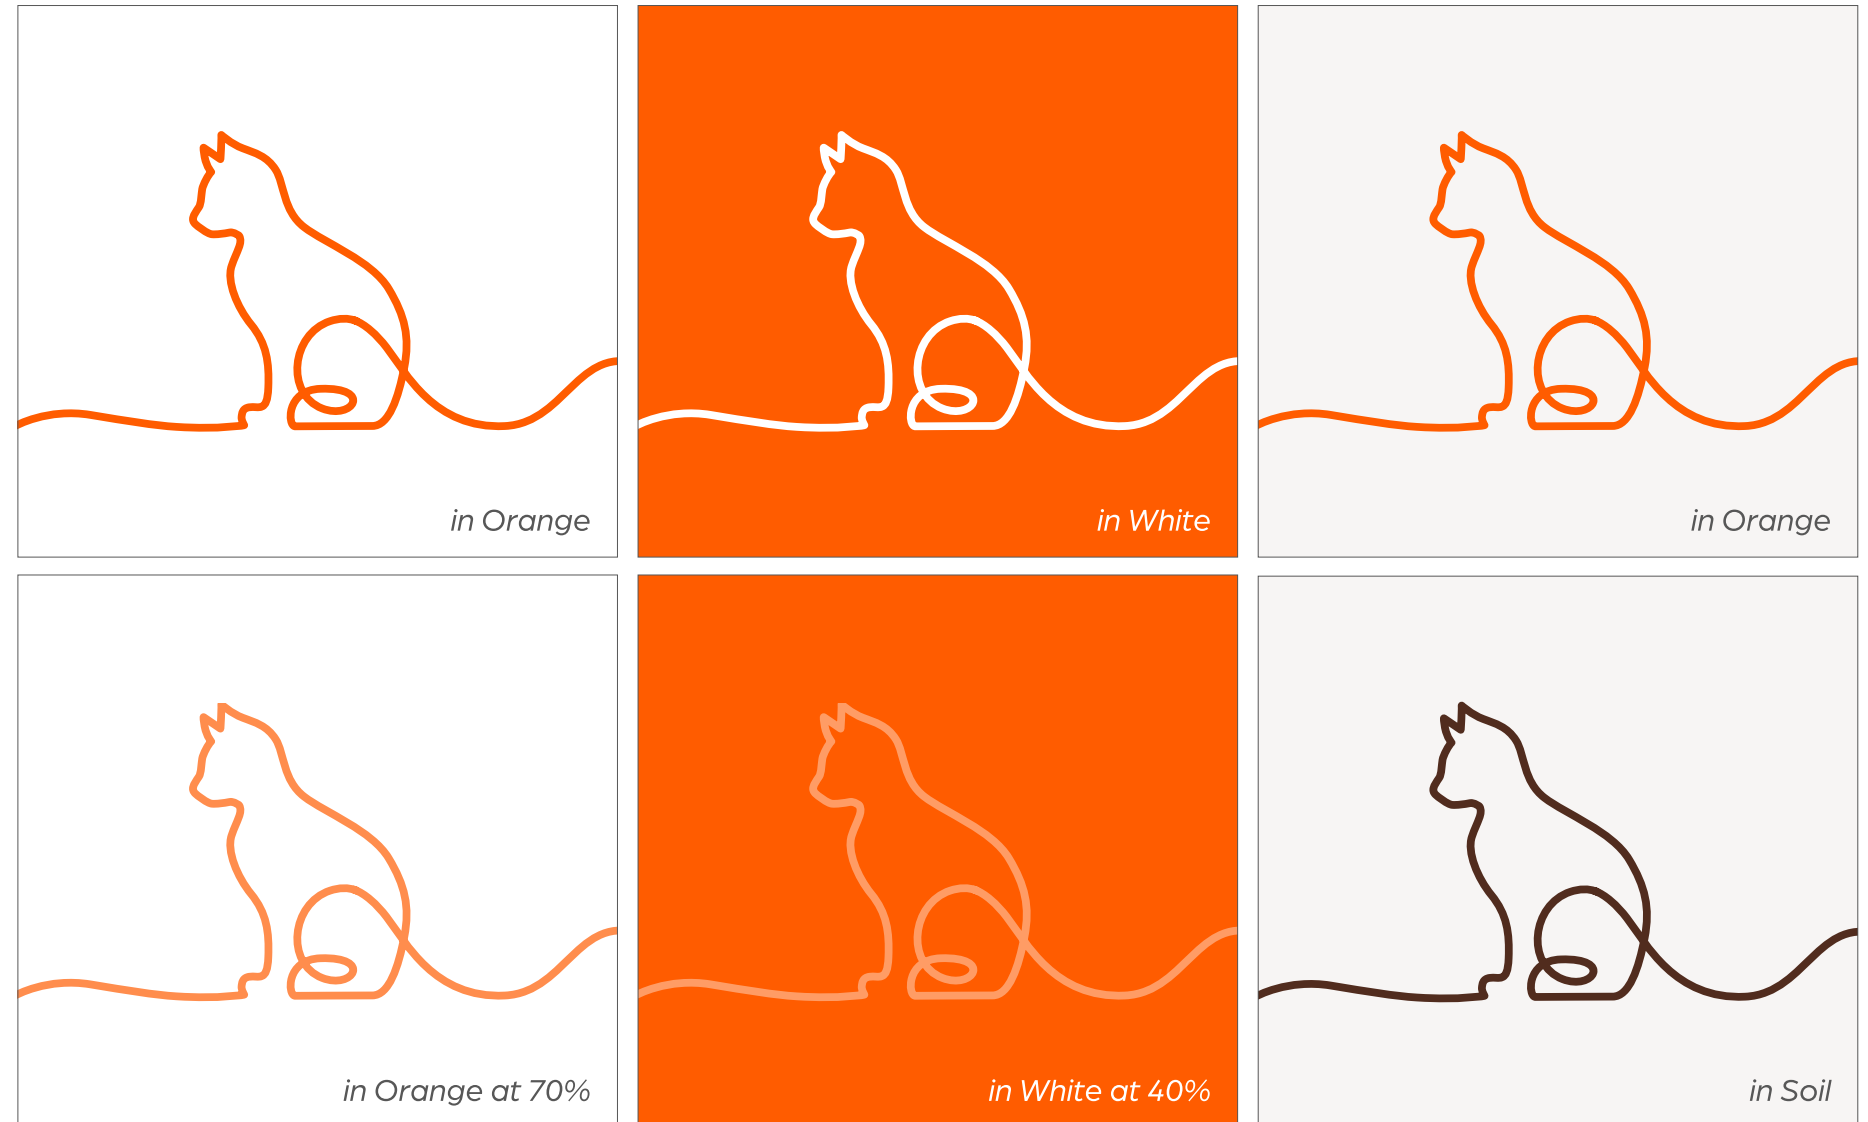 in Orange
in White
in Orange
in Orange at 70%
in White at 40%
in Soil